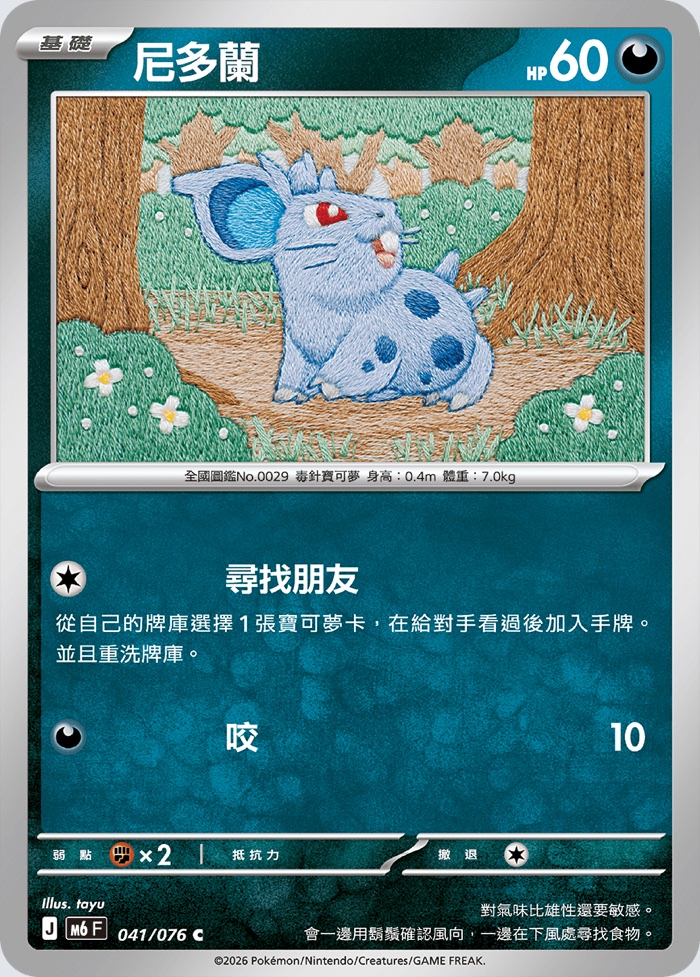 基礎
尼多蘭
HP60
全國圖鑑No.0029 毒針寶可夢 身高：0.4m 體重：7.0kg
尋找朋友
從自己的牌庫選擇1張寶可夢卡，在給對手看過後加入手牌。
並且重洗牌庫。
咬 10
弱點 ×2 抵抗力 撤退
Illus. tayu
對氣味比雄性還要敏感。
會一邊用鬍鬚確認風向，一邊在下風處尋找食物。
J M6 F 041/076 C
©2026 Pokémon/Nintendo/Creatures/GAME FREAK.